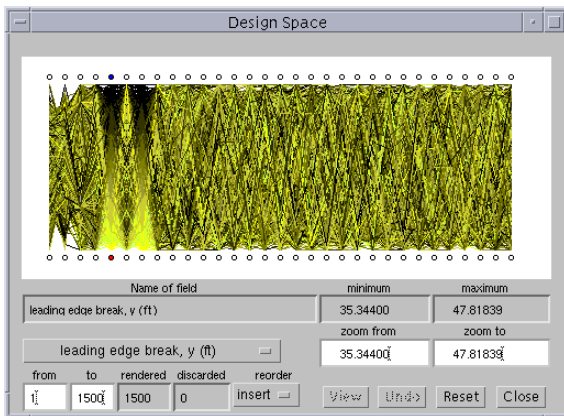 Design Space
Name of field minimum maximum
leading edge break, y (ft) 35.34400 47.81839
zoom from zoom to
leading edge break, y (ft) 35.34400 47.81839
from to rendered discarded reorder
1 1500 1500 0 insert View Undo Reset Close